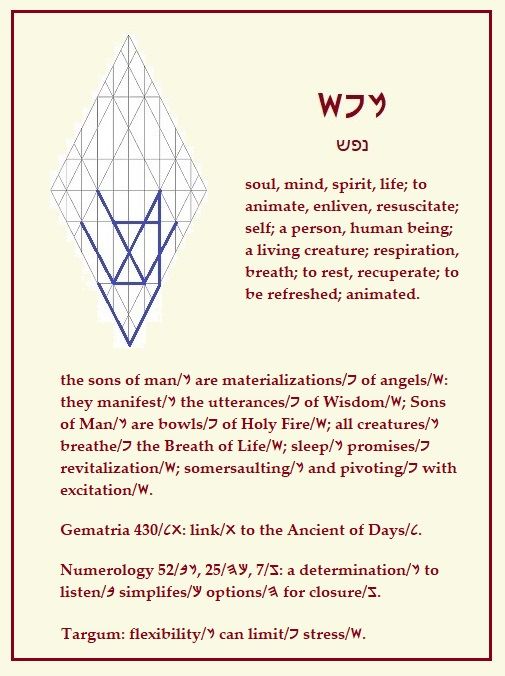 𐤍𐤐𐤔
נפש
soul, mind, spirit, life; to
animate, enliven, resuscitate;
self; a person, human being;
a living creature; respiration,
breath; to rest, recuperate; to
be refreshed; animated.
the sons of man/𐤍 are materializations/𐤐 of angels/𐤔:
they manifest/𐤍 the utterances/𐤐 of Wisdom/𐤔; Sons
of Man/𐤍 are bowls/𐤐 of Holy Fire/𐤔; all creatures/𐤍
breathe/𐤐 the Breath of Life/𐤔; sleep/𐤍 promises/𐤐
revitalization/𐤔; somersaulting/𐤍 and pivoting/𐤐 with
excitation/𐤔.
Gematria 430/𐤕𐤋: link/𐤕 to the Ancient of Days/𐤋.
Numerology 52/𐤍𐤁, 25/𐤊𐤄, 7/𐤆: a determination/𐤍 to
listen/𐤁 simplifes/𐤊 options/𐤄 for closure/𐤆.
Targum: flexibility/𐤍 can limit/𐤐 stress/𐤔.